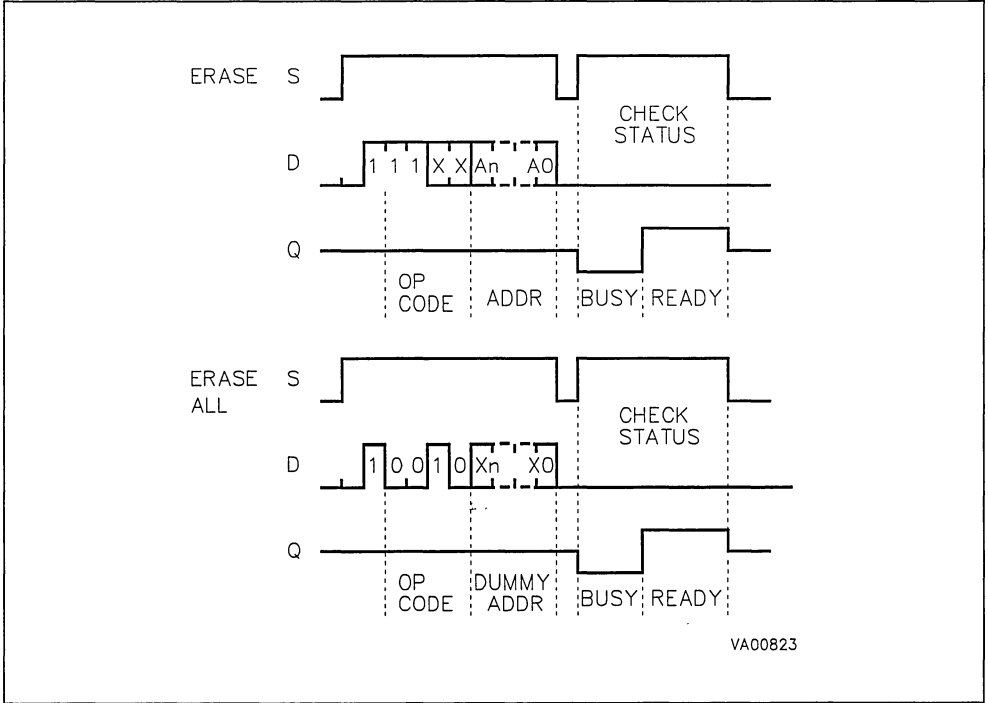 ERASE S
CHECK
STATUS
D 1 1 1 X X An A0
Q
OP
CODE ADDR BUSY READY
ERASE S
ALL
CHECK
STATUS
D 1 0 0 1 0 Xn X0
Q
OP DUMMY
CODE ADDR BUSY READY
VA00823